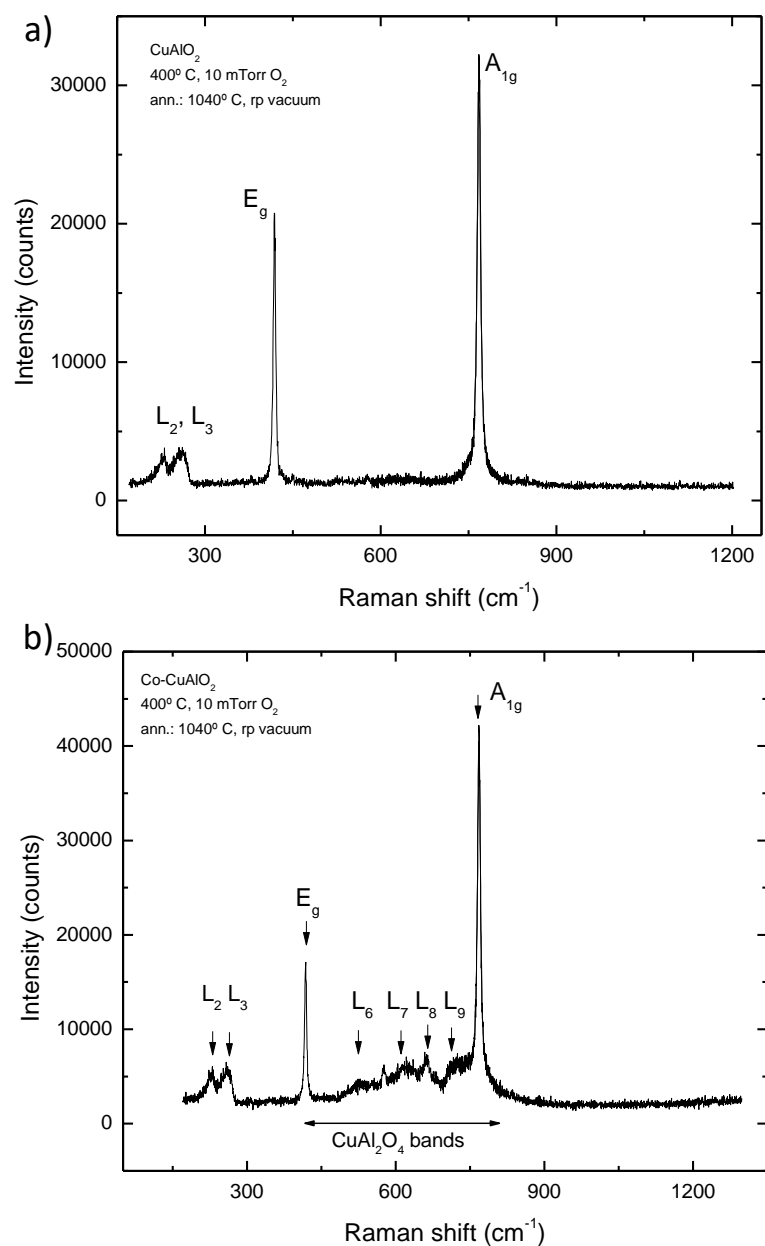 a)
CuAlO₂
400º C, 10 mTorr O₂
ann.: 1040º C, rp vacuum
A₁g
E_g
L₂, L₃
30000
20000
10000
0
Intensity (counts)
300 600 900 1200
Raman shift (cm⁻¹)
b)
50000
Co-CuAlO₂
400º C, 10 mTorr O₂
ann.: 1040º C, rp vacuum
A₁g
40000
30000
E_g
20000
L₂ L₃ L₆ L₇ L₈ L₉
10000
0
CuAl₂O₄ bands
Intensity (counts)
300 600 900 1200
Raman shift (cm⁻¹)